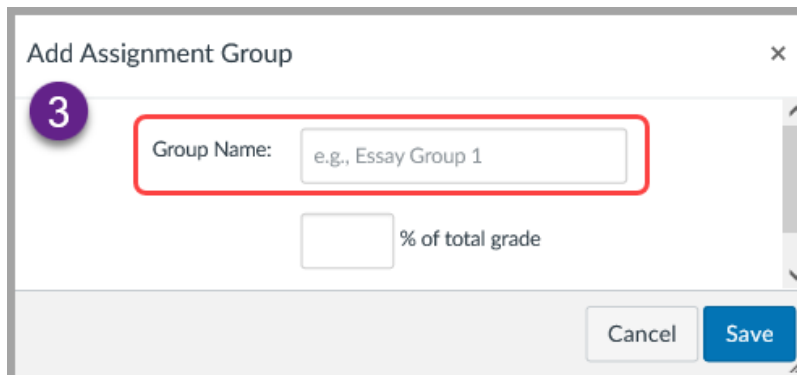 Add Assignment Group ×
3
Group Name: e.g., Essay Group 1
% of total grade
Cancel Save